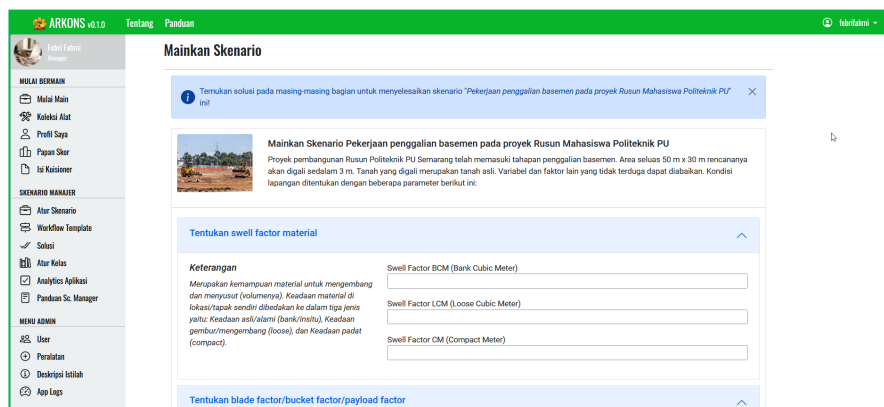 ARKONS v0.1.0
Tentang
Panduan
febrifahmi
Febri Fahmi
Manager
MULAI BERMAIN
Mulai Main
Koleksi Alat
Profil Saya
Papan Skor
Isi Kuisioner
SKENARIO MANAJER
Atur Skenario
Workflow Template
Solusi
Atur Kelas
Analytics Aplikasi
Panduan Sc. Manager
MENU ADMIN
User
Peralatan
Deskripsi Istilah
App Logs
Mainkan Skenario
Temukan solusi pada masing-masing bagian untuk menyelesaikan skenario "Pekerjaan penggalian basemen pada proyek Rusun Mahasiswa Politeknik PU"
ini!
Mainkan Skenario Pekerjaan penggalian basemen pada proyek Rusun Mahasiswa Politeknik PU
Proyek pembangunan Rusun Politeknik PU Semarang telah memasuki tahapan penggalian basemen. Area seluas 50 m x 30 m rencananya
akan digali sedalam 3 m. Tanah yang digali merupakan tanah asli. Variabel dan faktor lain yang tidak terduga dapat diabaikan. Kondisi
lapangan ditentukan dengan beberapa parameter berikut ini:
Tentukan swell factor material
Keterangan
Merupakan kemampuan material untuk mengembang
dan menyusut (volumenya). Keadaan material di
lokasi/tapak sendiri dibedakan ke dalam tiga jenis
yaitu: Keadaan asli/alami (bank/insitu), Keadaan
gembur/mengembang (loose), dan Keadaan padat
(compact).
Swell Factor BCM (Bank Cubic Meter)
Swell Factor LCM (Loose Cubic Meter)
Swell Factor CM (Compact Meter)
Tentukan blade factor/bucket factor/payload factor